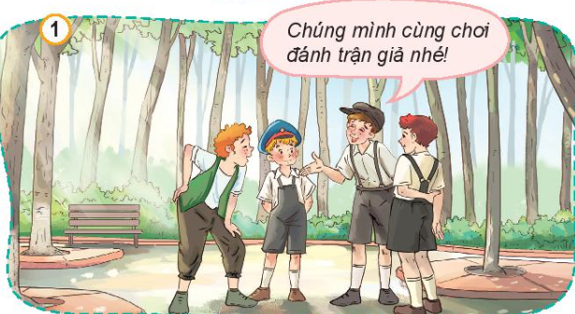 1
Chúng mình cùng chơi
đánh trận giả nhé!